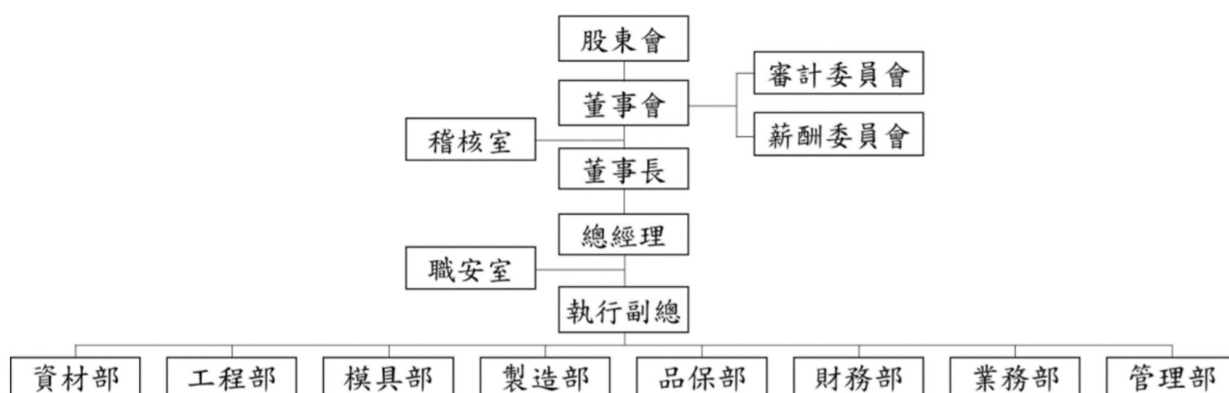 股東會
審計委員會
董事會
薪酬委員會
稽核室
董事長
總經理
職安室
執行副總
資材部 工程部 模具部 製造部 品保部 財務部 業務部 管理部